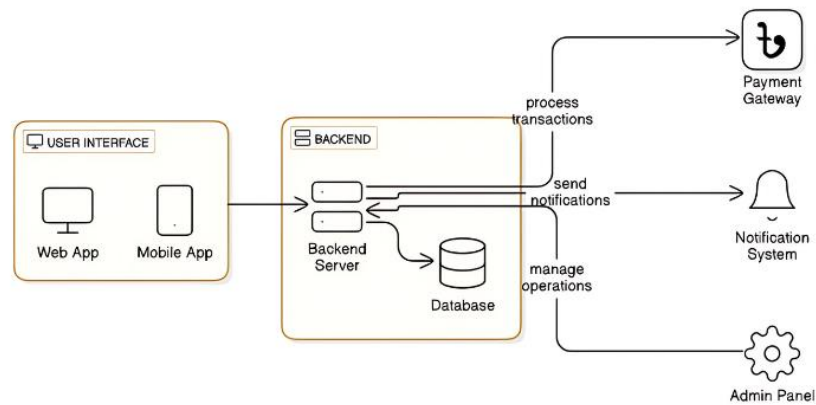 USER INTERFACE
Web App
Mobile App
BACKEND
Backend
Server
Database
process
transactions
send
notifications
manage
operations
Payment
Gateway
Notification
System
Admin Panel